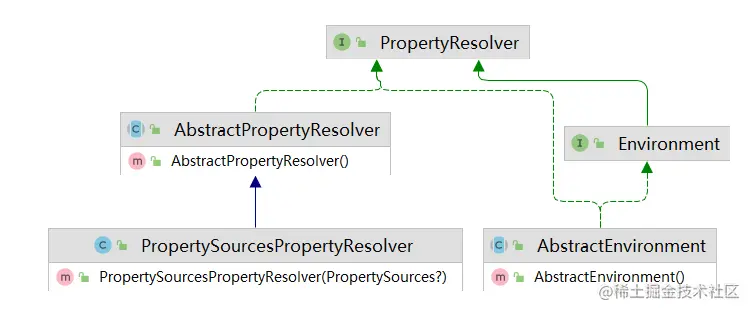 I PropertyResolver
C AbstractPropertyResolver
m AbstractPropertyResolver()
I Environment
C PropertySourcesPropertyResolver
m PropertySourcesPropertyResolver(PropertySources?)
C AbstractEnvironment
m AbstractEnvironment()
@稀土掘金技术社区